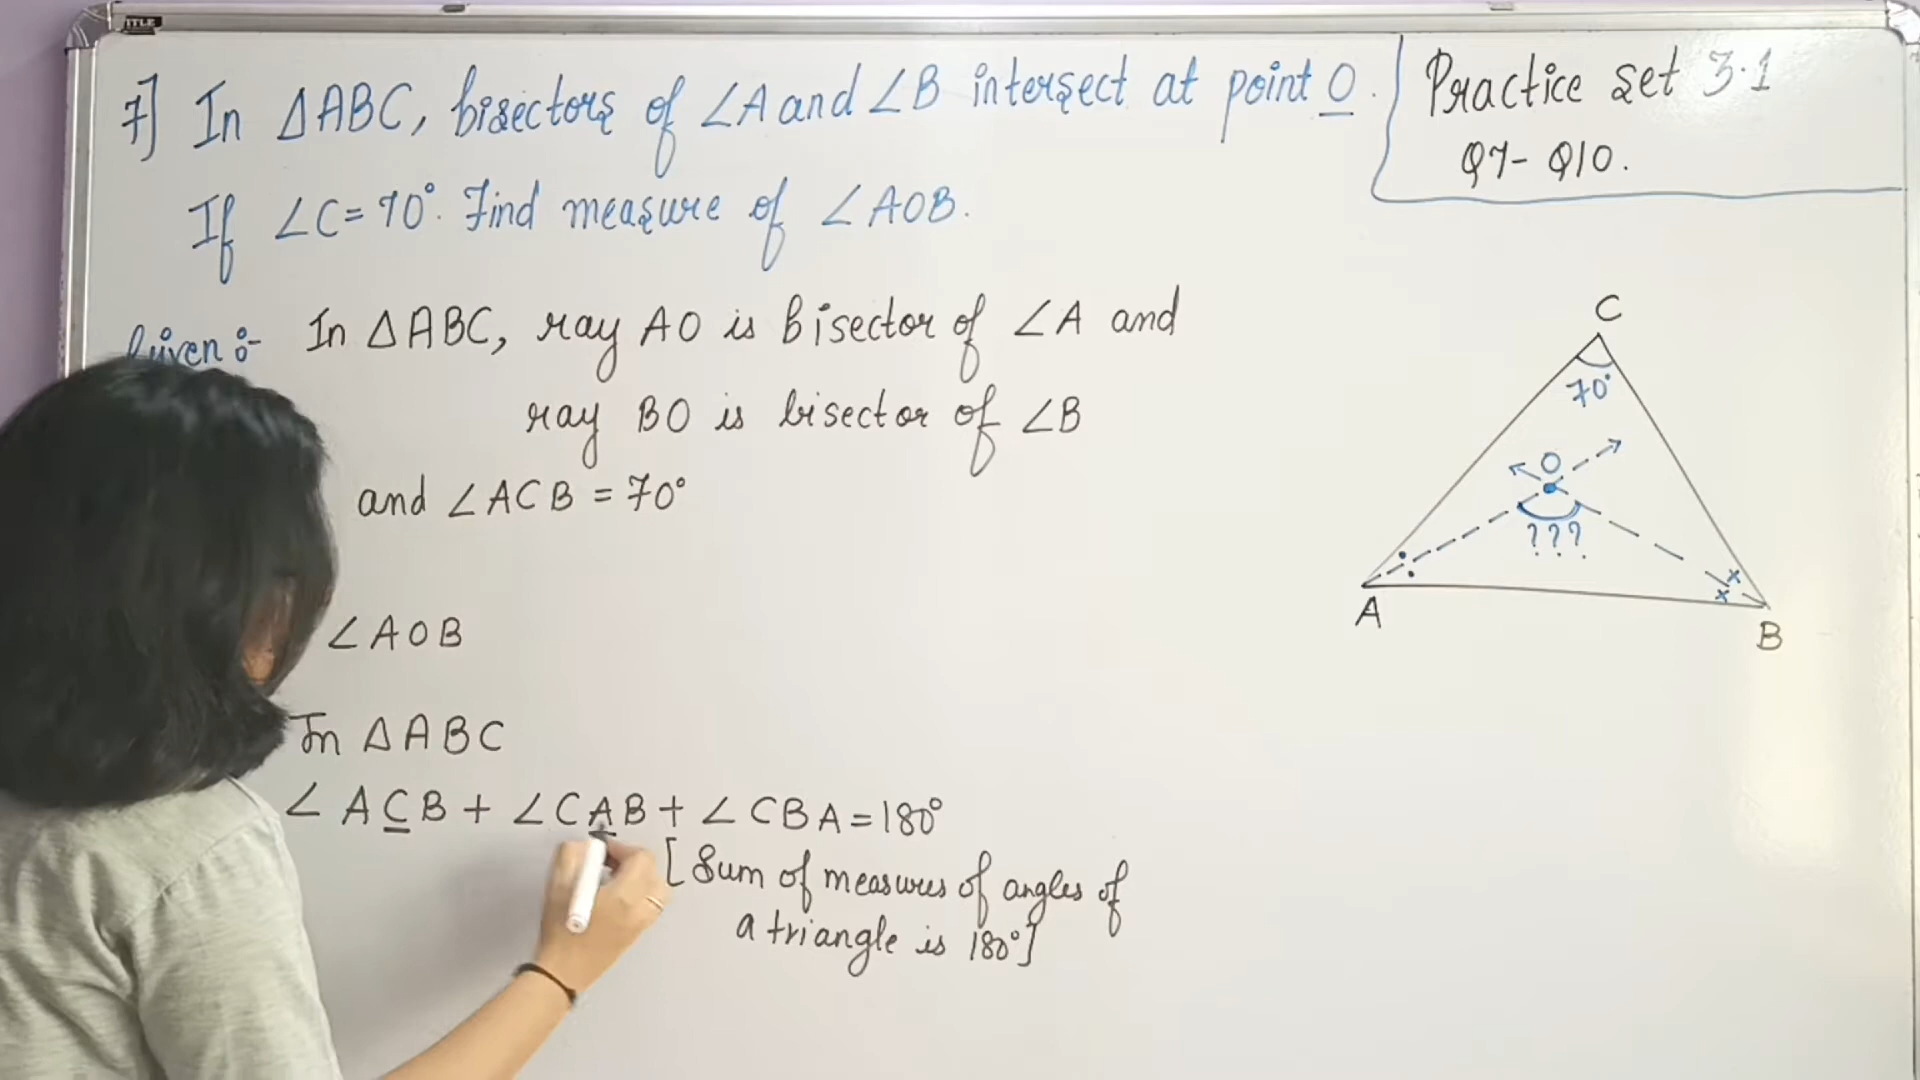 7] In △ABC, bisectors of ∠A and ∠B intersect at point O.
If ∠C = 70°. Find measure of ∠AOB.
Practice set 3.1
Q7- Q10.
Given :- In △ABC, ray AO is bisector of ∠A and
ray BO is bisector of ∠B
and ∠ACB = 70°
∠AOB
In △ABC
∠ACB + ∠CAB + ∠CBA = 180°
[Sum of measures of angles of
a triangle is 180°]
C
70°
O
???
A
x
x
B